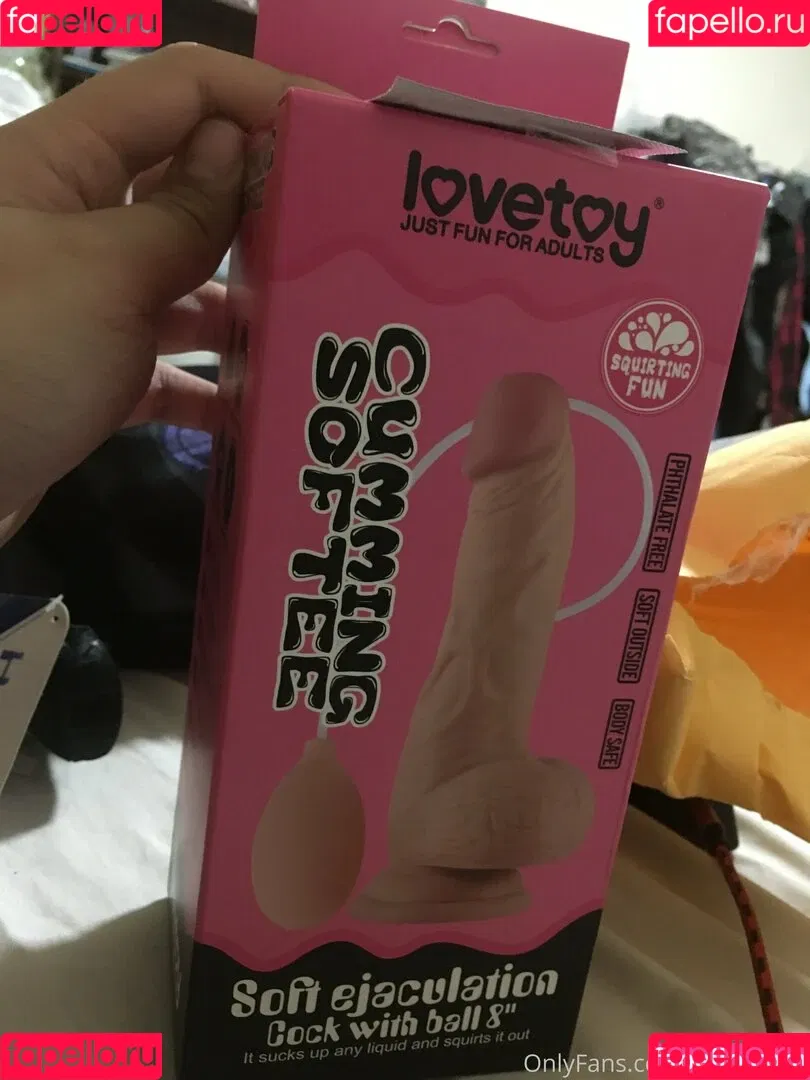 fapello.ru
fapello.ru
lovetoy®
JUST FUN FOR ADULTS
SQUIRTING
FUN
CUMMING
SOFTEE
PHTHALATE FREE
SOFT OUTSIDE
BODY SAFE
Soft ejaculation
Cock with ball 8"
It sucks up any liquid and squirts it out
fapello.ru
OnlyFans.c
fapello.ru